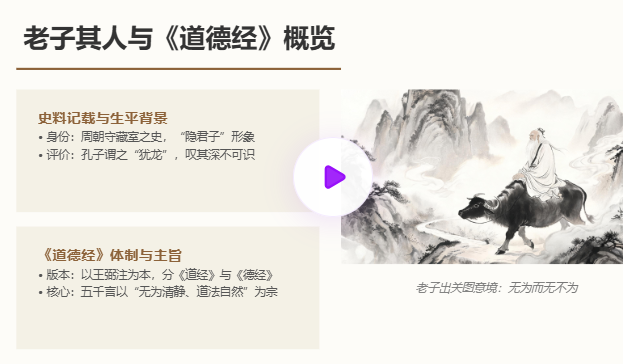 老子其人与《道德经》概览
史料记载与生平背景
• 身份：周朝守藏室之史，“隐君子”形象
• 评价：孔子谓之“犹龙”，叹其深不可识
《道德经》体制与主旨
• 版本：以王弼注为本，分《道经》与《德经》
• 核心：五千言以“无为清静、道法自然”为宗
老子出关图意境：无为而无不为